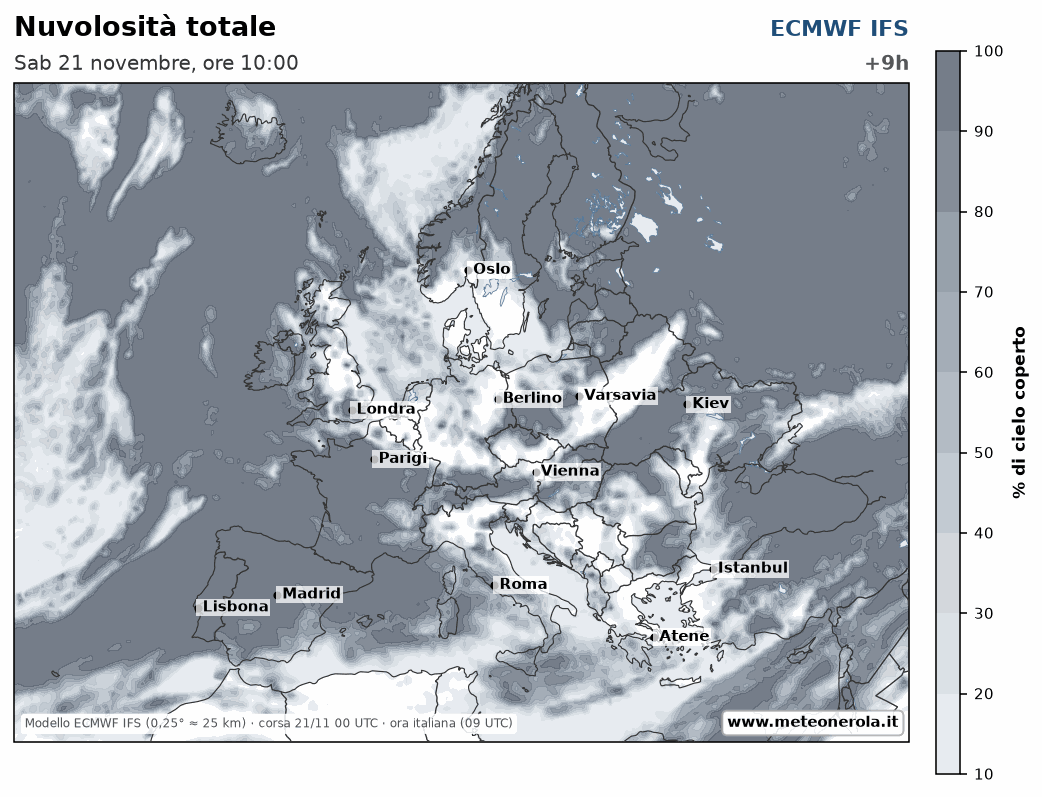 Nuvolosità totale
ECMWF IFS
Sab 21 novembre, ore 10:00
+9h
Oslo
Londra
Berlino
Varsavia
Kiev
Parigi
Vienna
Istanbul
Roma
Madrid
Lisbona
Atene
Modello ECMWF IFS (0,25° ≈ 25 km) · corsa 21/11 00 UTC · ora italiana (09 UTC)
www.meteonerola.it
100
90
80
70
60
50
40
30
20
10
% di cielo coperto